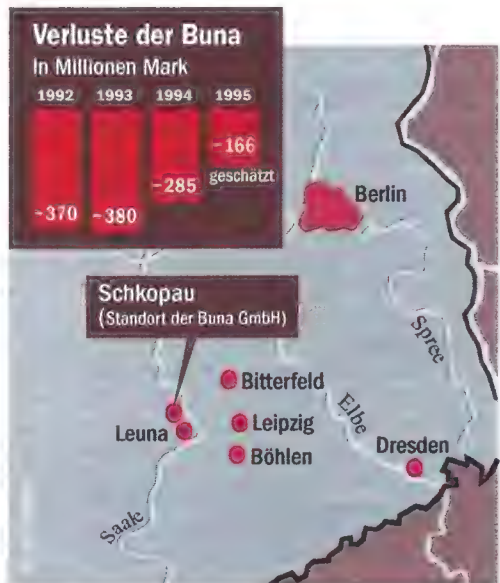 Verluste der Buna
In Millionen Mark
1992 1993 1994 1995
-370 -380 -285 -166
geschätzt
Berlin
Schkopau
(Standort der Buna GmbH)
Spree
Bitterfeld
Elbe
Leipzig
Leuna
Böhlen
Dresden
Saale